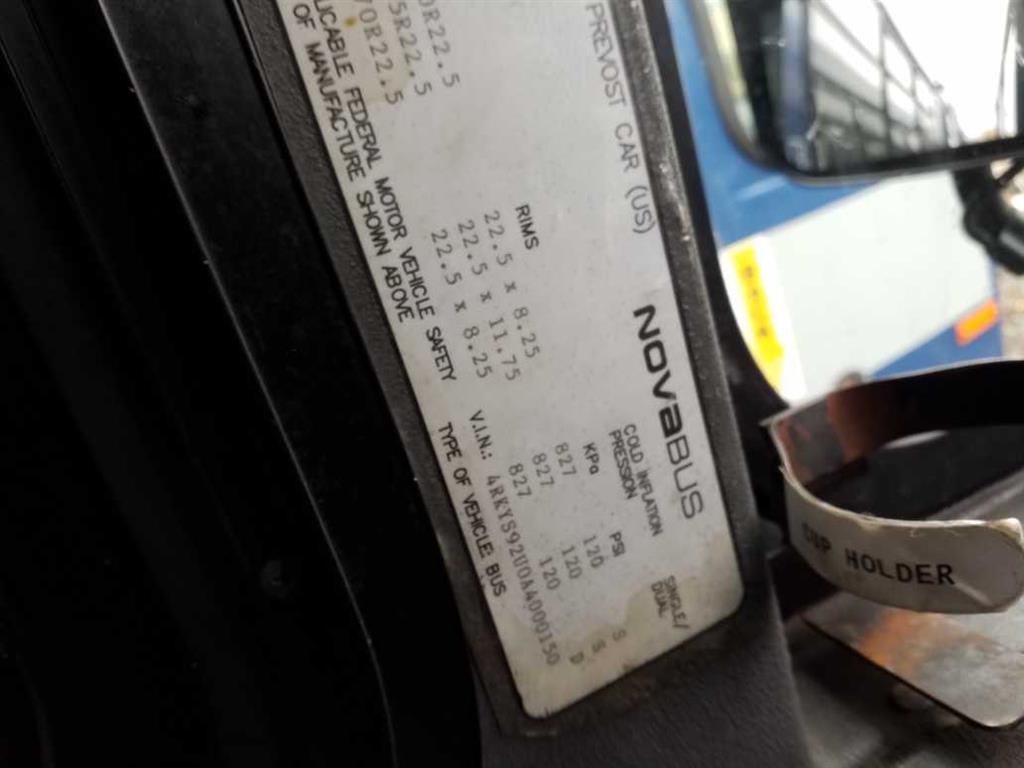 PREVOST CAR (US) NOVABUS
RIMS COLD INFLATION PRESSION SINGLE/DUAL
KPa PSI
0R22.5 22.5 x 8.25 827 120 S
5R22.5 22.5 x 11.75 827 120 S
70R22.5 22.5 x 8.25 827 120 D
LICABLE FEDERAL MOTOR VEHICLE SAFETY V.I.N.: 4RKYS92U0A4000150
OF MANUFACTURE SHOWN ABOVE TYPE OF VEHICLE: BUS
CUP HOLDER